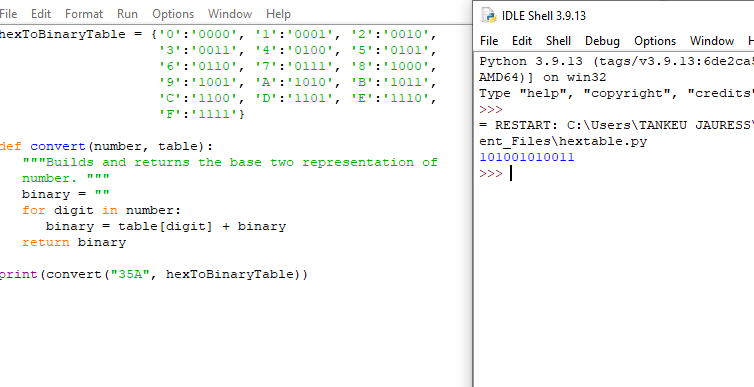 File Edit Format Run Options Window Help
hexToBinaryTable = {'0':'0000', '1':'0001', '2':'0010',
'3':'0011', '4':'0100', '5':'0101',
'6':'0110', '7':'0111', '8':'1000',
'9':'1001', 'A':'1010', 'B':'1011',
'C':'1100', 'D':'1101', 'E':'1110',
'F':'1111'}
def convert(number, table):
"""Builds and returns the base two representation of
number. """
binary = ""
for digit in number:
binary = table[digit] + binary
return binary
print(convert("35A", hexToBinaryTable))
IDLE Shell 3.9.13
File Edit Shell Debug Options Window H
Python 3.9.13 (tags/v3.9.13:6de2ca5
AMD64)] on win32
Type "help", "copyright", "credits"
>>>
= RESTART: C:\Users\TANKEU JAURESS\
ent_Files\hextable.py
101001010011
>>>